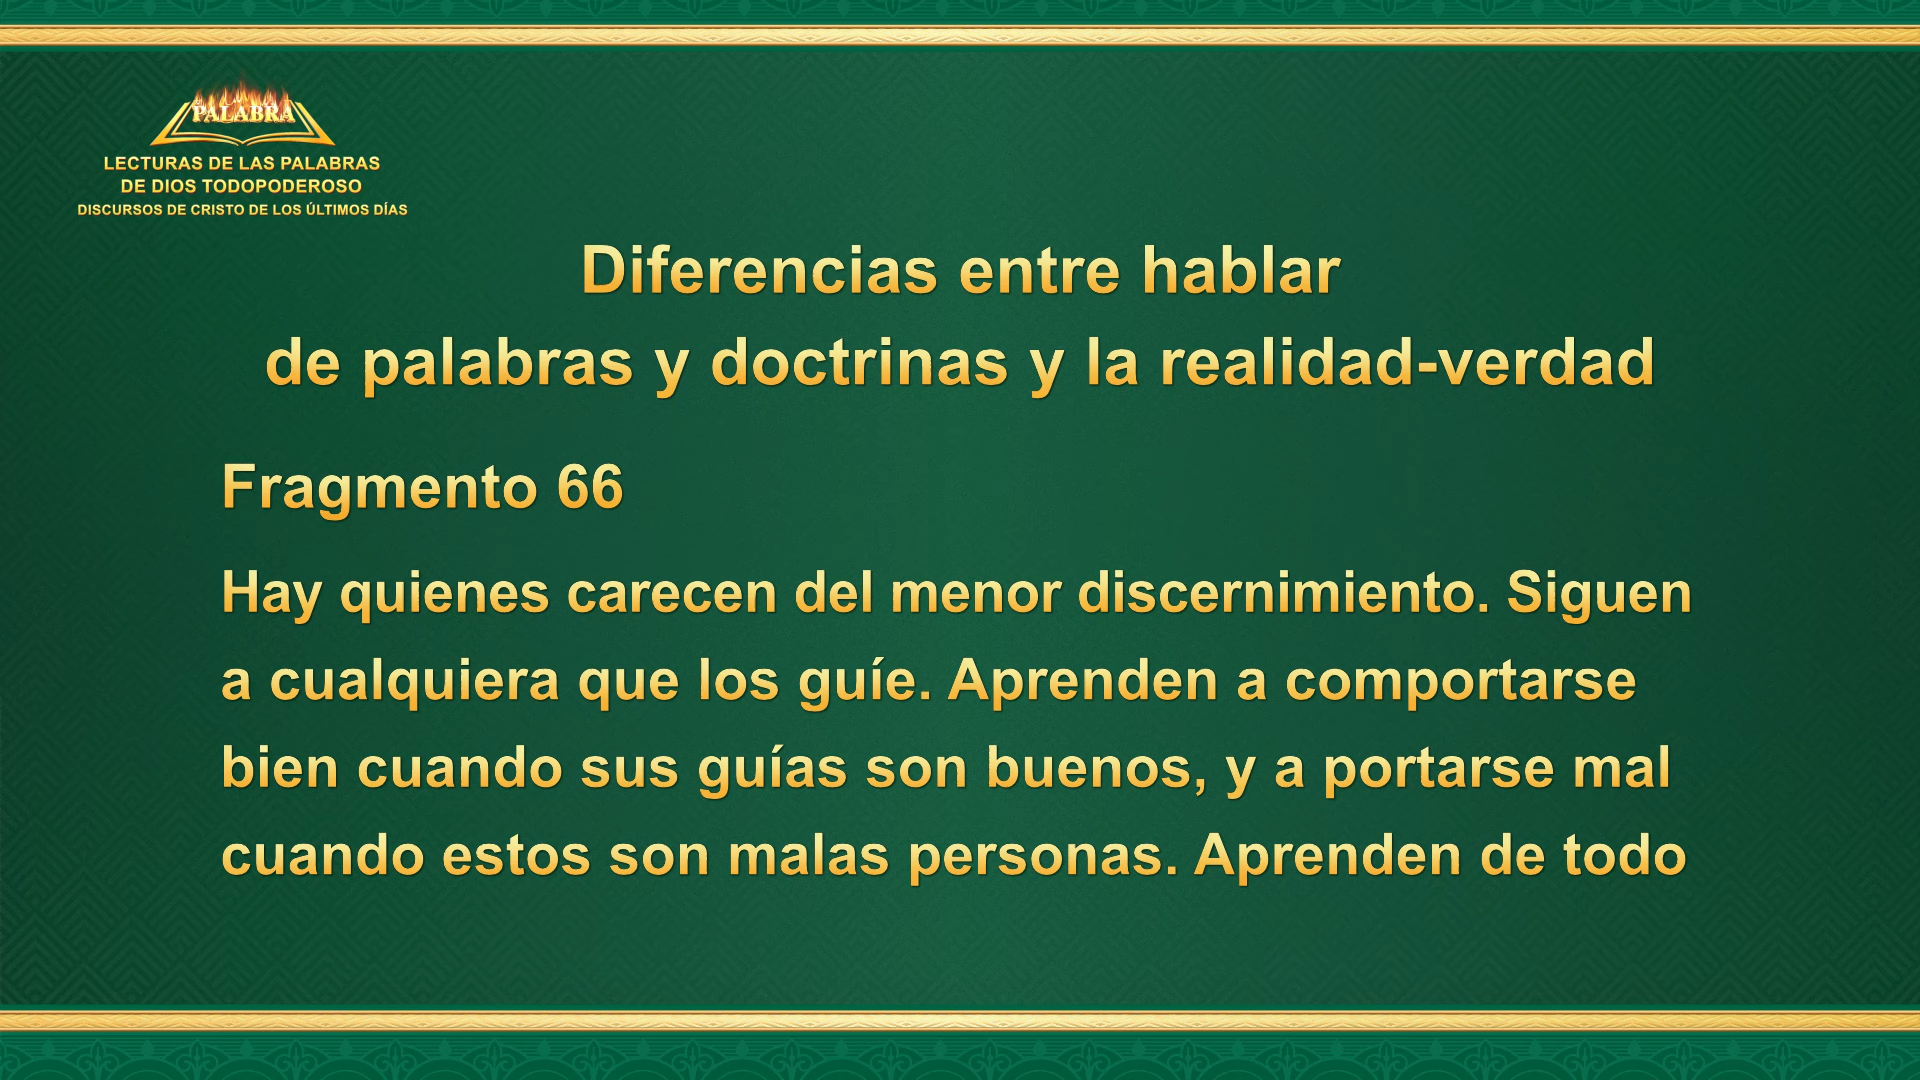 PALABRA
LECTURAS DE LAS PALABRAS
DE DIOS TODOPODEROSO
DISCURSOS DE CRISTO DE LOS ÚLTIMOS DÍAS
Diferencias entre hablar
de palabras y doctrinas y la realidad-verdad
Fragmento 66
Hay quienes carecen del menor discernimiento. Siguen
a cualquiera que los guíe. Aprenden a comportarse
bien cuando sus guías son buenos, y a portarse mal
cuando estos son malas personas. Aprenden de todo